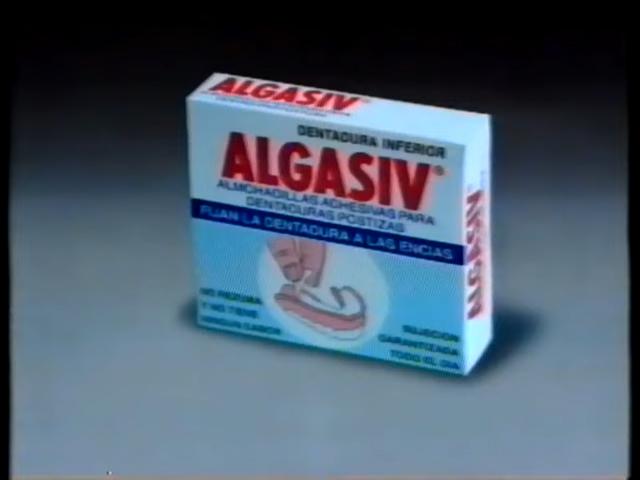 ALGASIV®
DENTADURA INFERIOR
ALGASIV®
ALMOHADILLAS ADHESIVAS PARA
DENTADURAS POSTIZAS
FIJAN LA DENTADURA A LAS ENCIAS
NO REZUMA
Y NO TIENE
NINGUN SABOR
SUJECION
GARANTIZADA
TODO EL DIA
ALGASIV